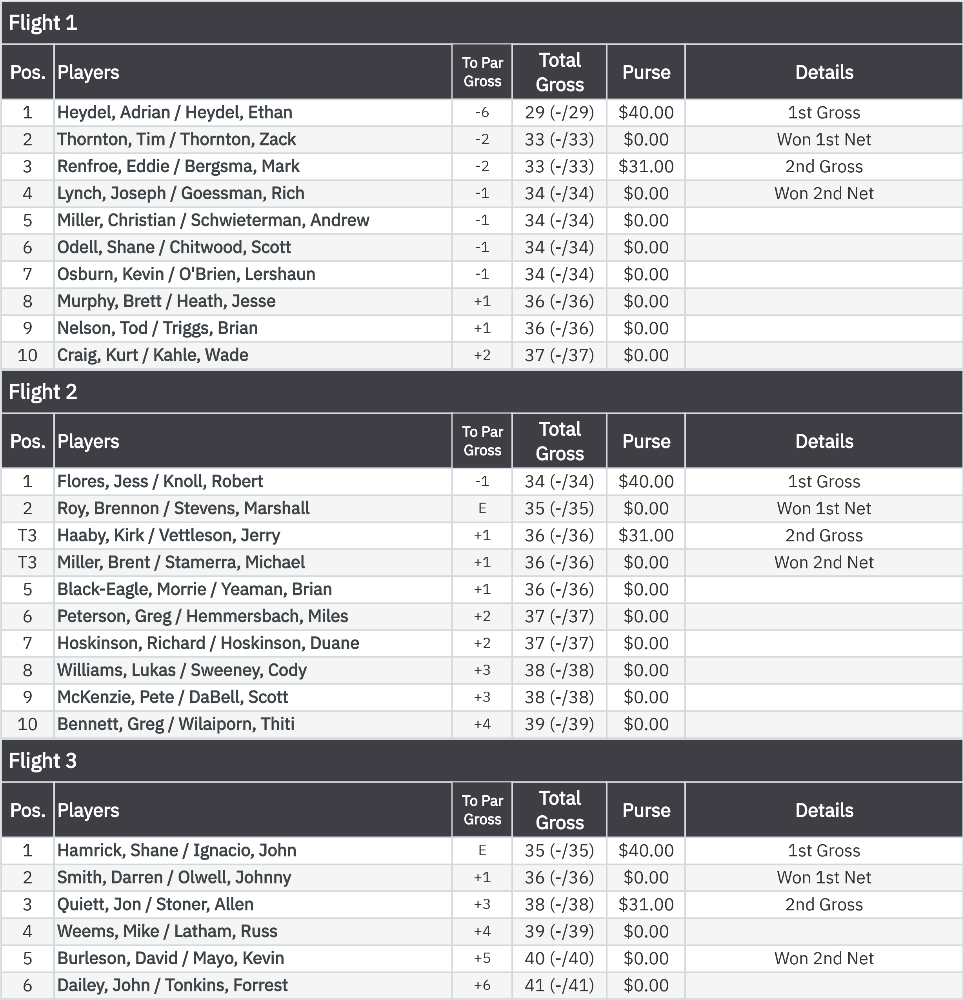 Flight 1
Pos. Players To Par Gross Total Gross Purse Details
1 Heydel, Adrian / Heydel, Ethan -6 29 (-/29) $40.00 1st Gross
2 Thornton, Tim / Thornton, Zack -2 33 (-/33) $0.00 Won 1st Net
3 Renfroe, Eddie / Bergsma, Mark -2 33 (-/33) $31.00 2nd Gross
4 Lynch, Joseph / Goessman, Rich -1 34 (-/34) $0.00 Won 2nd Net
5 Miller, Christian / Schwieterman, Andrew -1 34 (-/34) $0.00
6 Odell, Shane / Chitwood, Scott -1 34 (-/34) $0.00
7 Osburn, Kevin / O'Brien, Lershaun -1 34 (-/34) $0.00
8 Murphy, Brett / Heath, Jesse +1 36 (-/36) $0.00
9 Nelson, Tod / Triggs, Brian +1 36 (-/36) $0.00
10 Craig, Kurt / Kahle, Wade +2 37 (-/37) $0.00
Flight 2
Pos. Players To Par Gross Total Gross Purse Details
1 Flores, Jess / Knoll, Robert -1 34 (-/34) $40.00 1st Gross
2 Roy, Brennon / Stevens, Marshall E 35 (-/35) $0.00 Won 1st Net
T3 Haaby, Kirk / Vettleson, Jerry +1 36 (-/36) $31.00 2nd Gross
T3 Miller, Brent / Stamerra, Michael +1 36 (-/36) $0.00 Won 2nd Net
5 Black-Eagle, Morrie / Yeaman, Brian +1 36 (-/36) $0.00
6 Peterson, Greg / Hemmersbach, Miles +2 37 (-/37) $0.00
7 Hoskinson, Richard / Hoskinson, Duane +2 37 (-/37) $0.00
8 Williams, Lukas / Sweeney, Cody +3 38 (-/38) $0.00
9 McKenzie, Pete / DaBell, Scott +3 38 (-/38) $0.00
10 Bennett, Greg / Wilaiporn, Thiti +4 39 (-/39) $0.00
Flight 3
Pos. Players To Par Gross Total Gross Purse Details
1 Hamrick, Shane / Ignacio, John E 35 (-/35) $40.00 1st Gross
2 Smith, Darren / Olwell, Johnny +1 36 (-/36) $0.00 Won 1st Net
3 Quiett, Jon / Stoner, Allen +3 38 (-/38) $31.00 2nd Gross
4 Weems, Mike / Latham, Russ +4 39 (-/39) $0.00
5 Burleson, David / Mayo, Kevin +5 40 (-/40) $0.00 Won 2nd Net
6 Dailey, John / Tonkins, Forrest +6 41 (-/41) $0.00